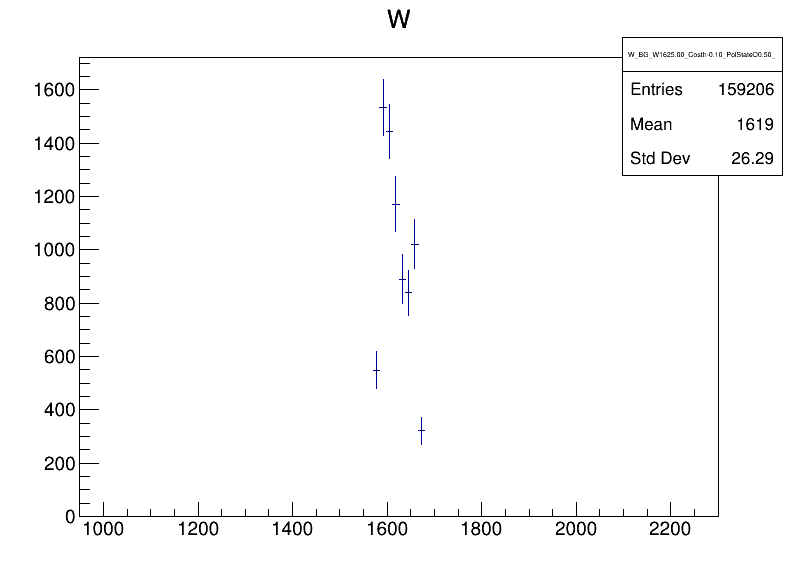 W
W_BG_W1625.00_Costh-0.10_PolStateD0.50_
Entries 159206
Mean 1619
Std Dev 26.29
1600
1400
1200
1000
800
600
400
200
0
1000 1200 1400 1600 1800 2000 2200